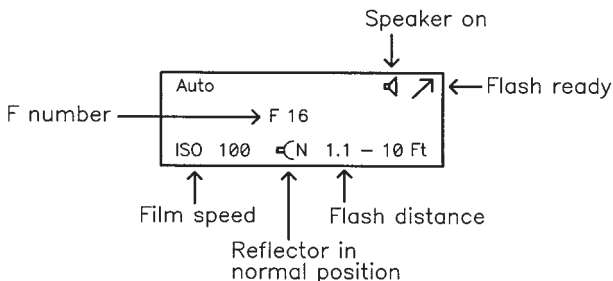 Speaker on
Auto
Flash ready
F number
F 16
ISO 100 N 1.1 – 10 Ft
Film speed
Flash distance
Reflector in
normal position